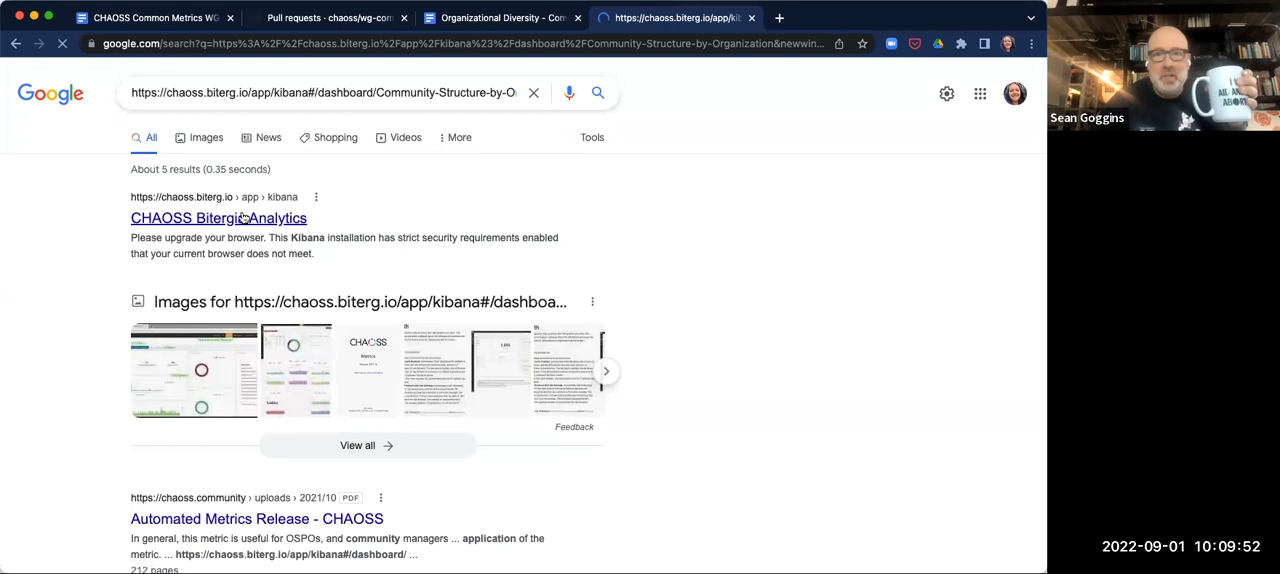 CHAOSS Common Metrics WG
Pull requests · chaoss/wg-com
Organizational Diversity - Com
https://chaoss.biterg.io/app/kib
google.com/search?q=https%3A%2F%2Fchaoss.biterg.io%2Fapp%2Fkibana%23%2Fdashboard%2FCommunity-Structure-by-Organization&newwin...
Google
https://chaoss.biterg.io/app/kibana#/dashboard/Community-Structure-by-O
All
Images
News
Shopping
Videos
More
Tools
About 5 results (0.35 seconds)
https://chaoss.biterg.io › app › kibana
CHAOSS Bitergia Analytics
Please upgrade your browser. This Kibana installation has strict security requirements enabled
that your current browser does not meet.
Images for https://chaoss.biterg.io/app/kibana#/dashboa...
CHAOSS
Metrics
Feedback
View all
https://chaoss.community › uploads › 2021/10 PDF
Automated Metrics Release - CHAOSS
In general, this metric is useful for OSPOs, and community managers ... application of the
metric. ... https://chaoss.biterg.io/app/kibana#/dashboard/ ...
212 pages
Sean Goggins
2022-09-01 10:09:52